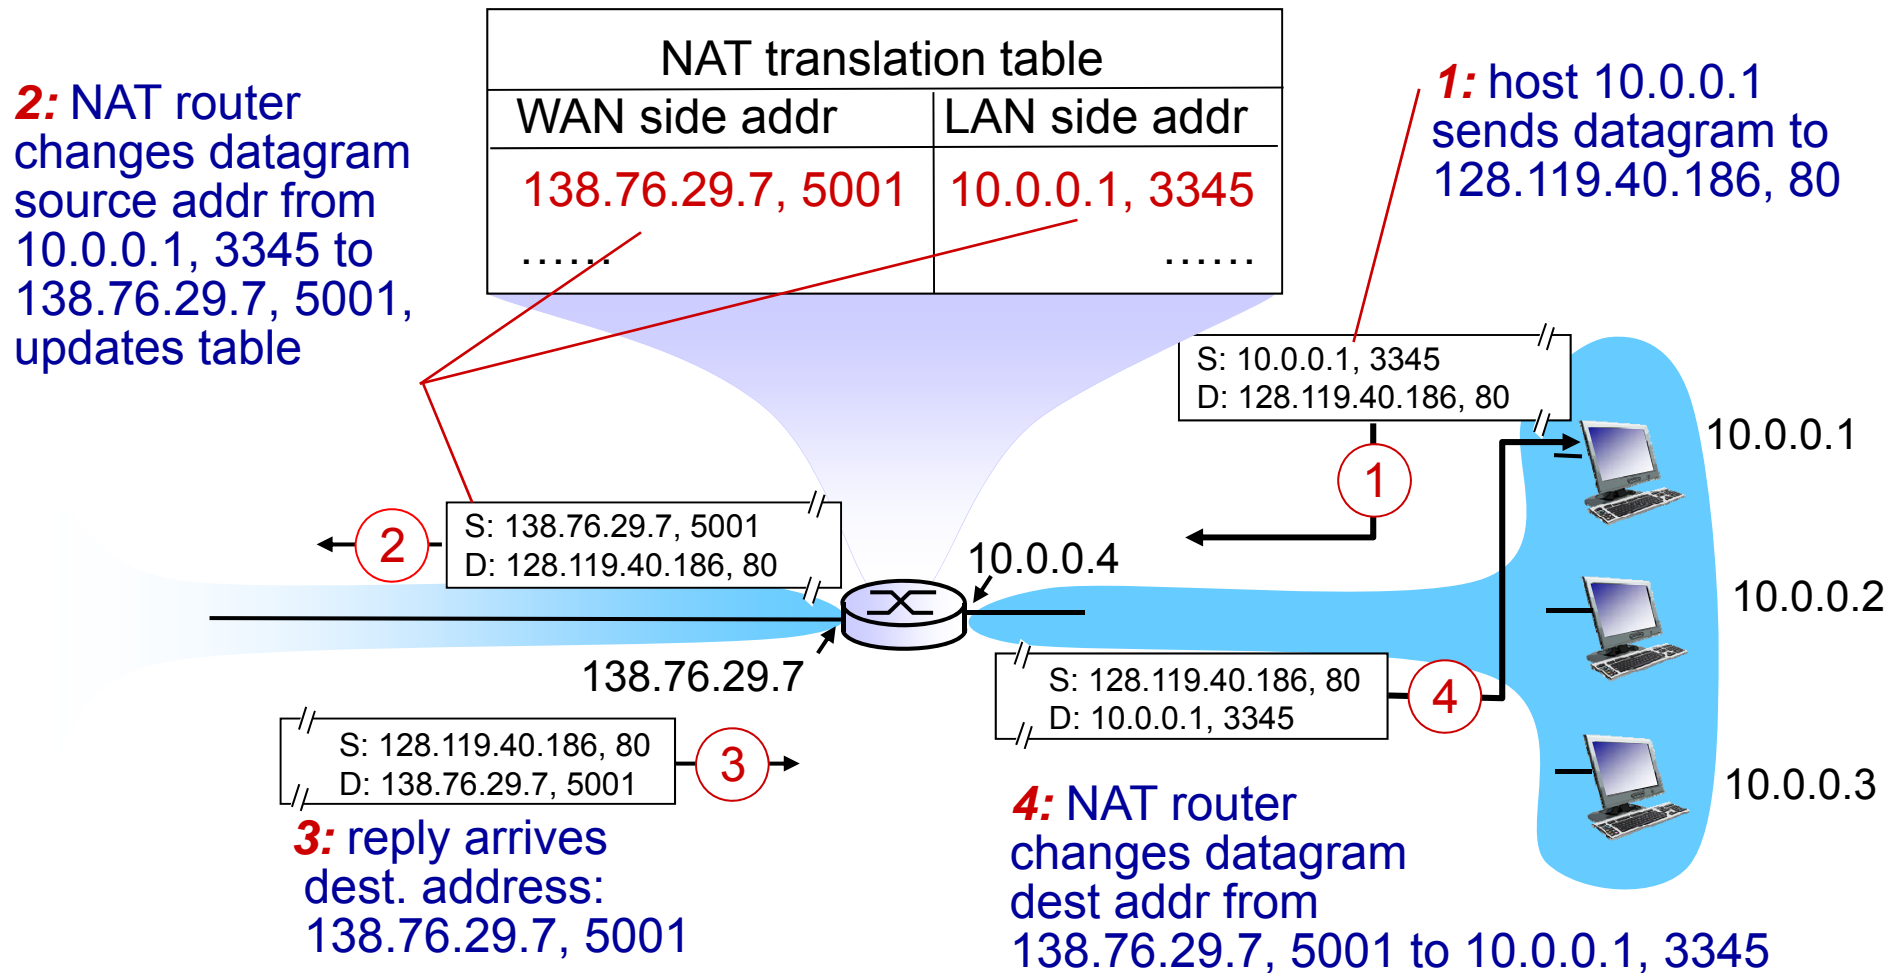 NAT translation table
WAN side addr
LAN side addr
138.76.29.7, 5001
10.0.0.1, 3345
......
......
2: NAT router
changes datagram
source addr from
10.0.0.1, 3345 to
138.76.29.7, 5001,
updates table
1: host 10.0.0.1
sends datagram to
128.119.40.186, 80
S: 10.0.0.1, 3345
D: 128.119.40.186, 80
1
10.0.0.1
S: 138.76.29.7, 5001
D: 128.119.40.186, 80
2
10.0.0.4
10.0.0.2
138.76.29.7
S: 128.119.40.186, 80
D: 10.0.0.1, 3345
4
S: 128.119.40.186, 80
D: 138.76.29.7, 5001
3
10.0.0.3
3: reply arrives
dest. address:
138.76.29.7, 5001
4: NAT router
changes datagram
dest addr from
138.76.29.7, 5001 to 10.0.0.1, 3345